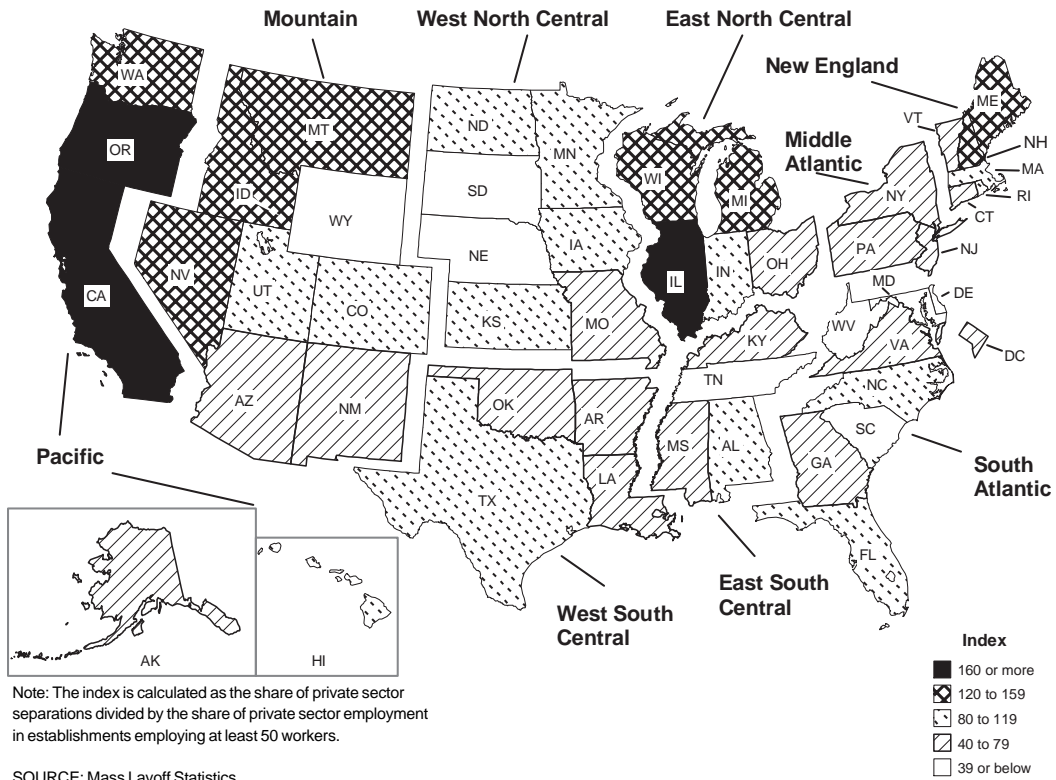 Mountain
West North Central
East North Central
New England
Middle
Atlantic
WA
OR
CA
MT
ID
NV
WY
UT
CO
AZ
NM
ND
SD
NE
KS
MN
IA
MO
WI
MI
IL
IN
OH
VT
ME
NH
MA
RI
CT
NY
PA
NJ
MD
DE
DC
WV
VA
KY
TN
NC
SC
OK
AR
MS
AL
GA
LA
TX
FL
Pacific
South
Atlantic
East South
Central
West South
Central
AK
HI
Index
160 or more
120 to 159
80 to 119
40 to 79
39 or below
Note: The index is calculated as the share of private sector
separations divided by the share of private sector employment
in establishments employing at least 50 workers.
SOURCE: Mass Layoff Statistics